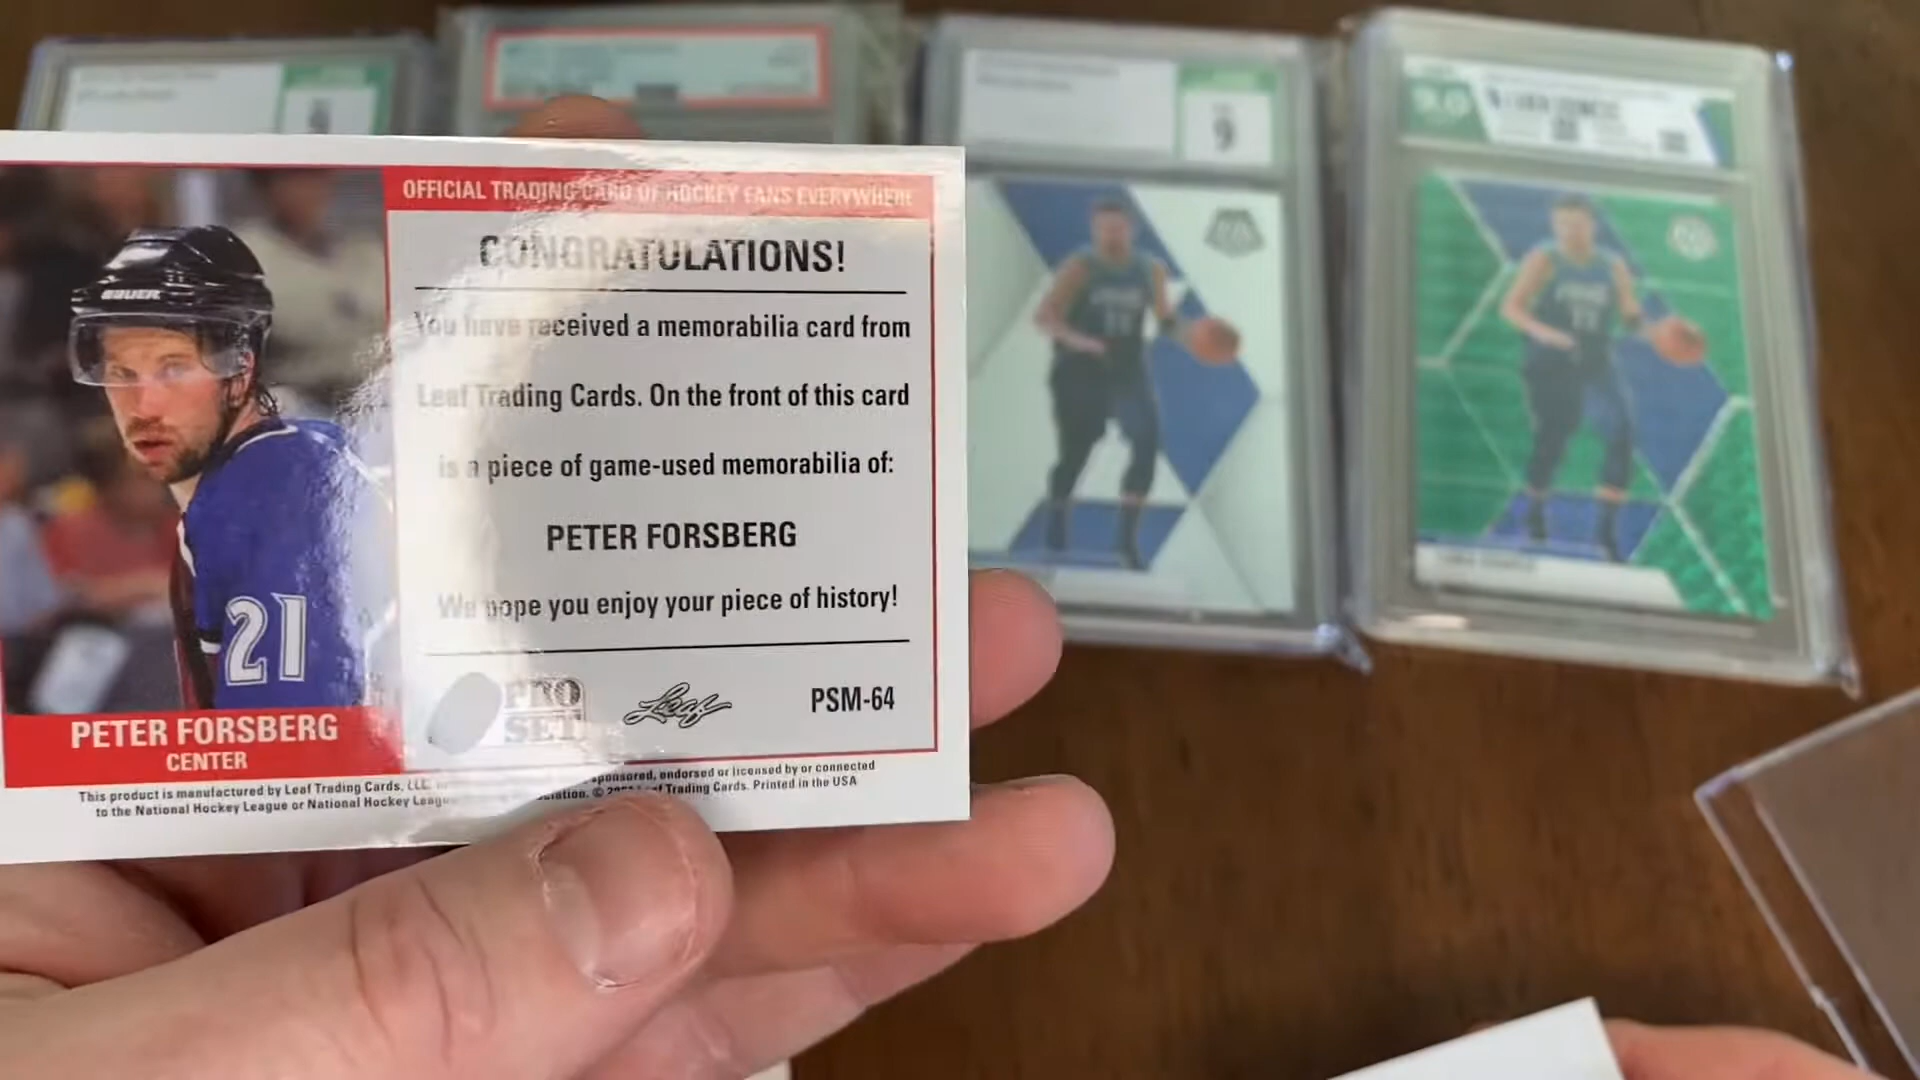 9
9.0
OFFICIAL TRADING CARD OF HOCKEY FANS EVERYWHERE
CONGRATULATIONS!
You have received a memorabilia card from
Leaf Trading Cards. On the front of this card
is a piece of game-used memorabilia of:
PETER FORSBERG
We hope you enjoy your piece of history!
PRO
SET
Leaf
PSM-64
BAUER
21
PETER FORSBERG
CENTER
This product is manufactured by Leaf Trading Cards, LLC. sponsored, endorsed or licensed by or connected
to the National Hockey League or National Hockey League © Leaf Trading Cards. Printed in the USA